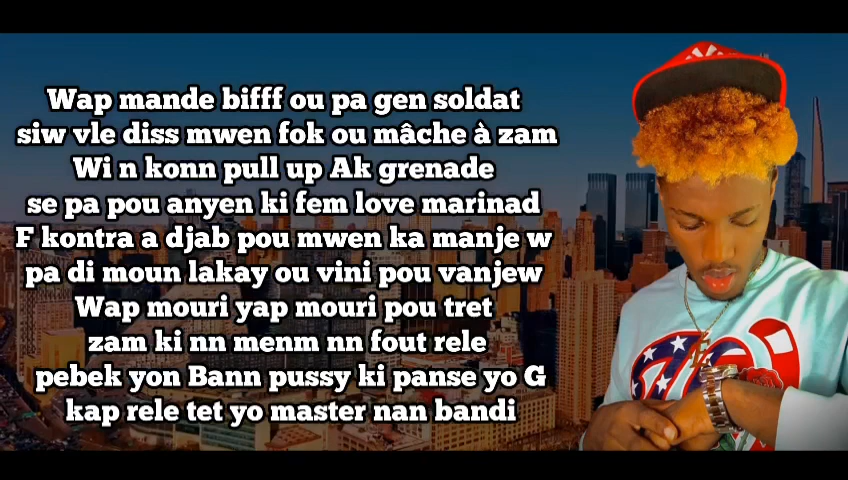 Wap mande bifff ou pa gen soldat
siw vle diss mwen fok ou mâche à zam
Wi n konn pull up Ak grenade
se pa pou anyen ki fem love marinad
F kontra a djab pou mwen ka manje w
pa di moun lakay ou vini pou vanjew
Wap mouri yap mouri pou tret
zam ki nn menm nn fout rele
pebek yon Bann pussy ki panse yo G
kap rele tet yo master nan bandi